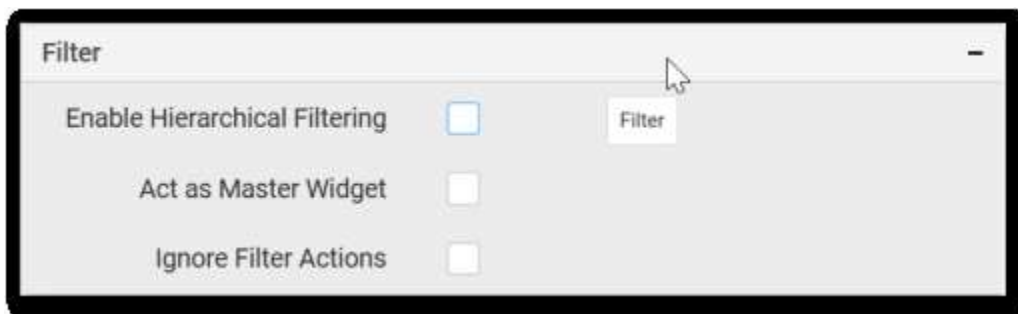 Filter
Enable Hierarchical Filtering
Filter
Act as Master Widget
Ignore Filter Actions